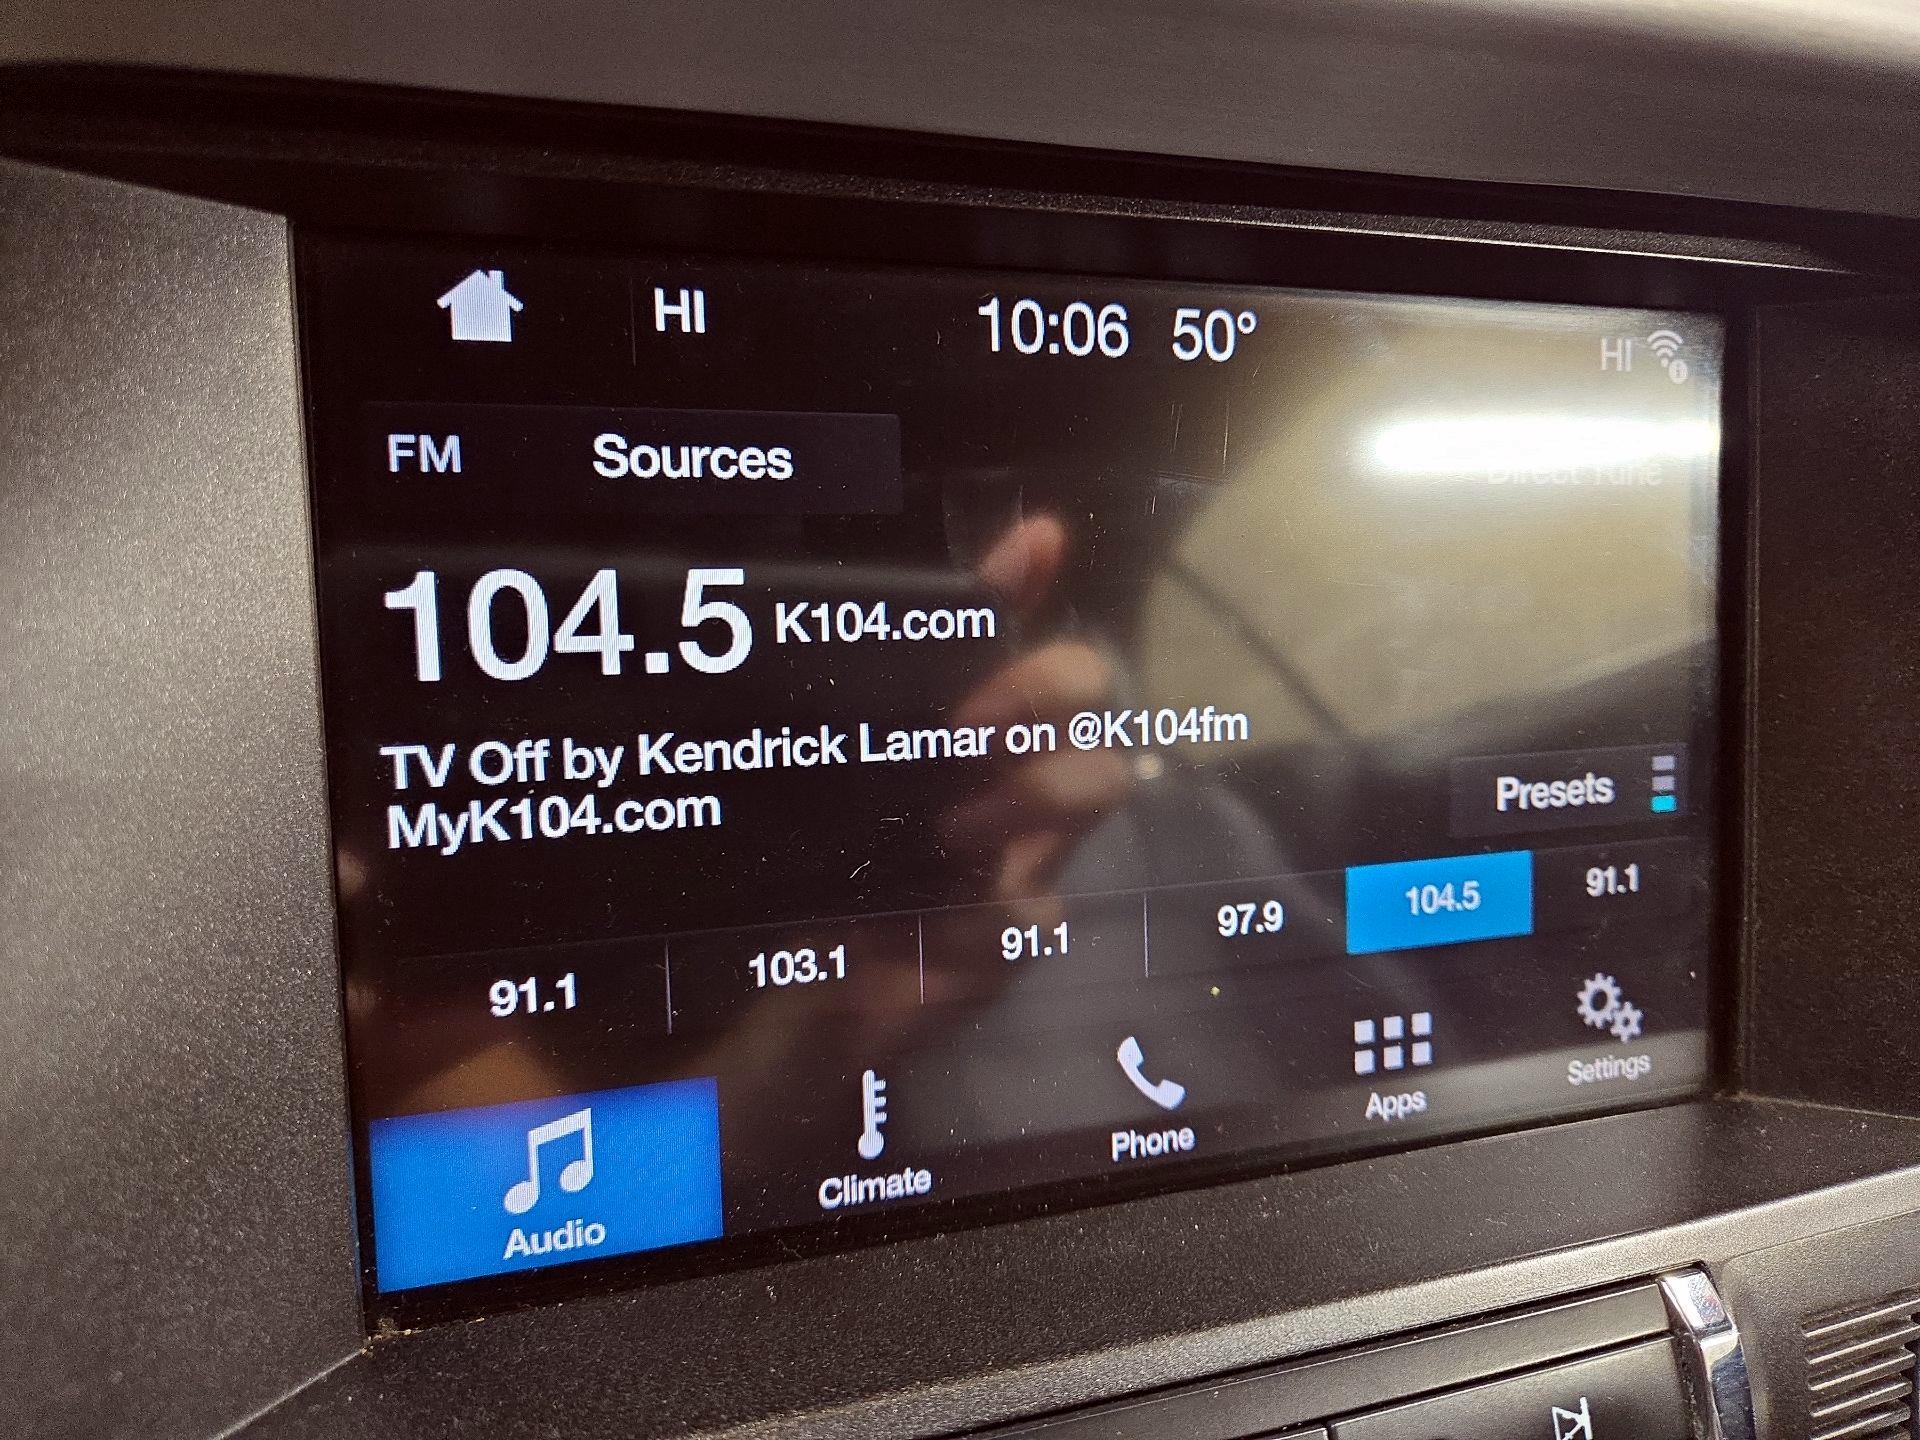 HI 10:06 50° HI
FM Sources Direct Tune
104.5 K104.com
TV Off by Kendrick Lamar on @K104fm
MyK104.com
Presets
91.1 103.1 91.1 97.9 104.5 91.1
Audio Climate Phone Apps Settings